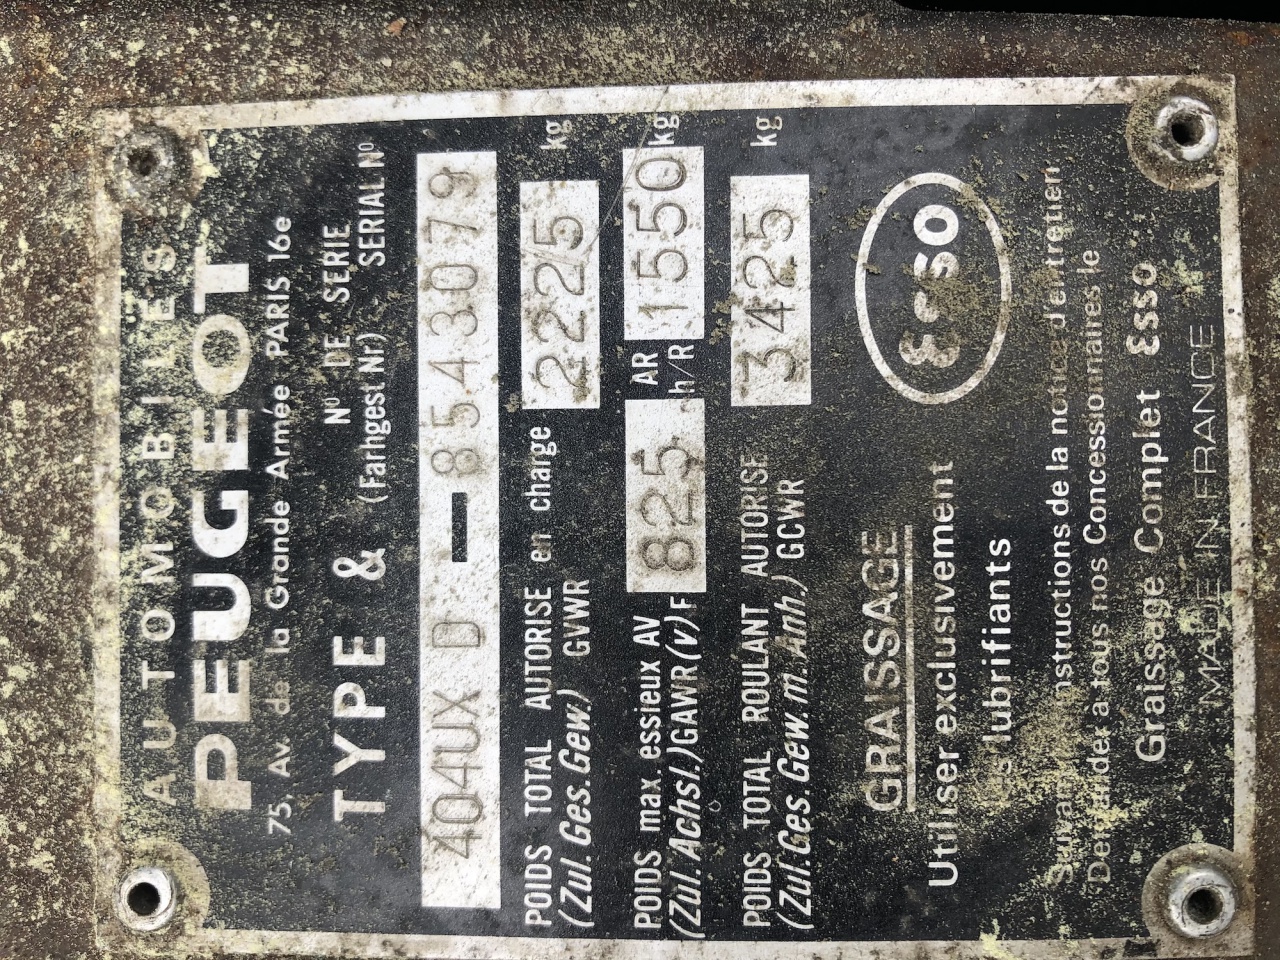 AUTOMOBILES
PEUGEOT
75, Av. de la Grande Armée PARIS 16e
TYPE & Nº DE SERIE
(Farhgest Nr) SERIAL Nº
404UX D - 8543079
POIDS TOTAL AUTORISE en charge 2225 kg
(Zul. Ges. Gew) GVWR
POIDS max. essieux AV 825 AR 1550 kg
(Zul. Achsl.) GAWR (v) F h/R
POIDS TOTAL ROULANT AUTORISE 3425 kg
(Zul. Ges. Gew. m. Anh.) GCWR
GRAISSAGE
Utiliser exclusivement
les lubrifiants
Esso
Suivant instructions de la notice d'entretien
Demander à tous nos Concessionnaires le
Graissage Complet Esso
MADE IN FRANCE